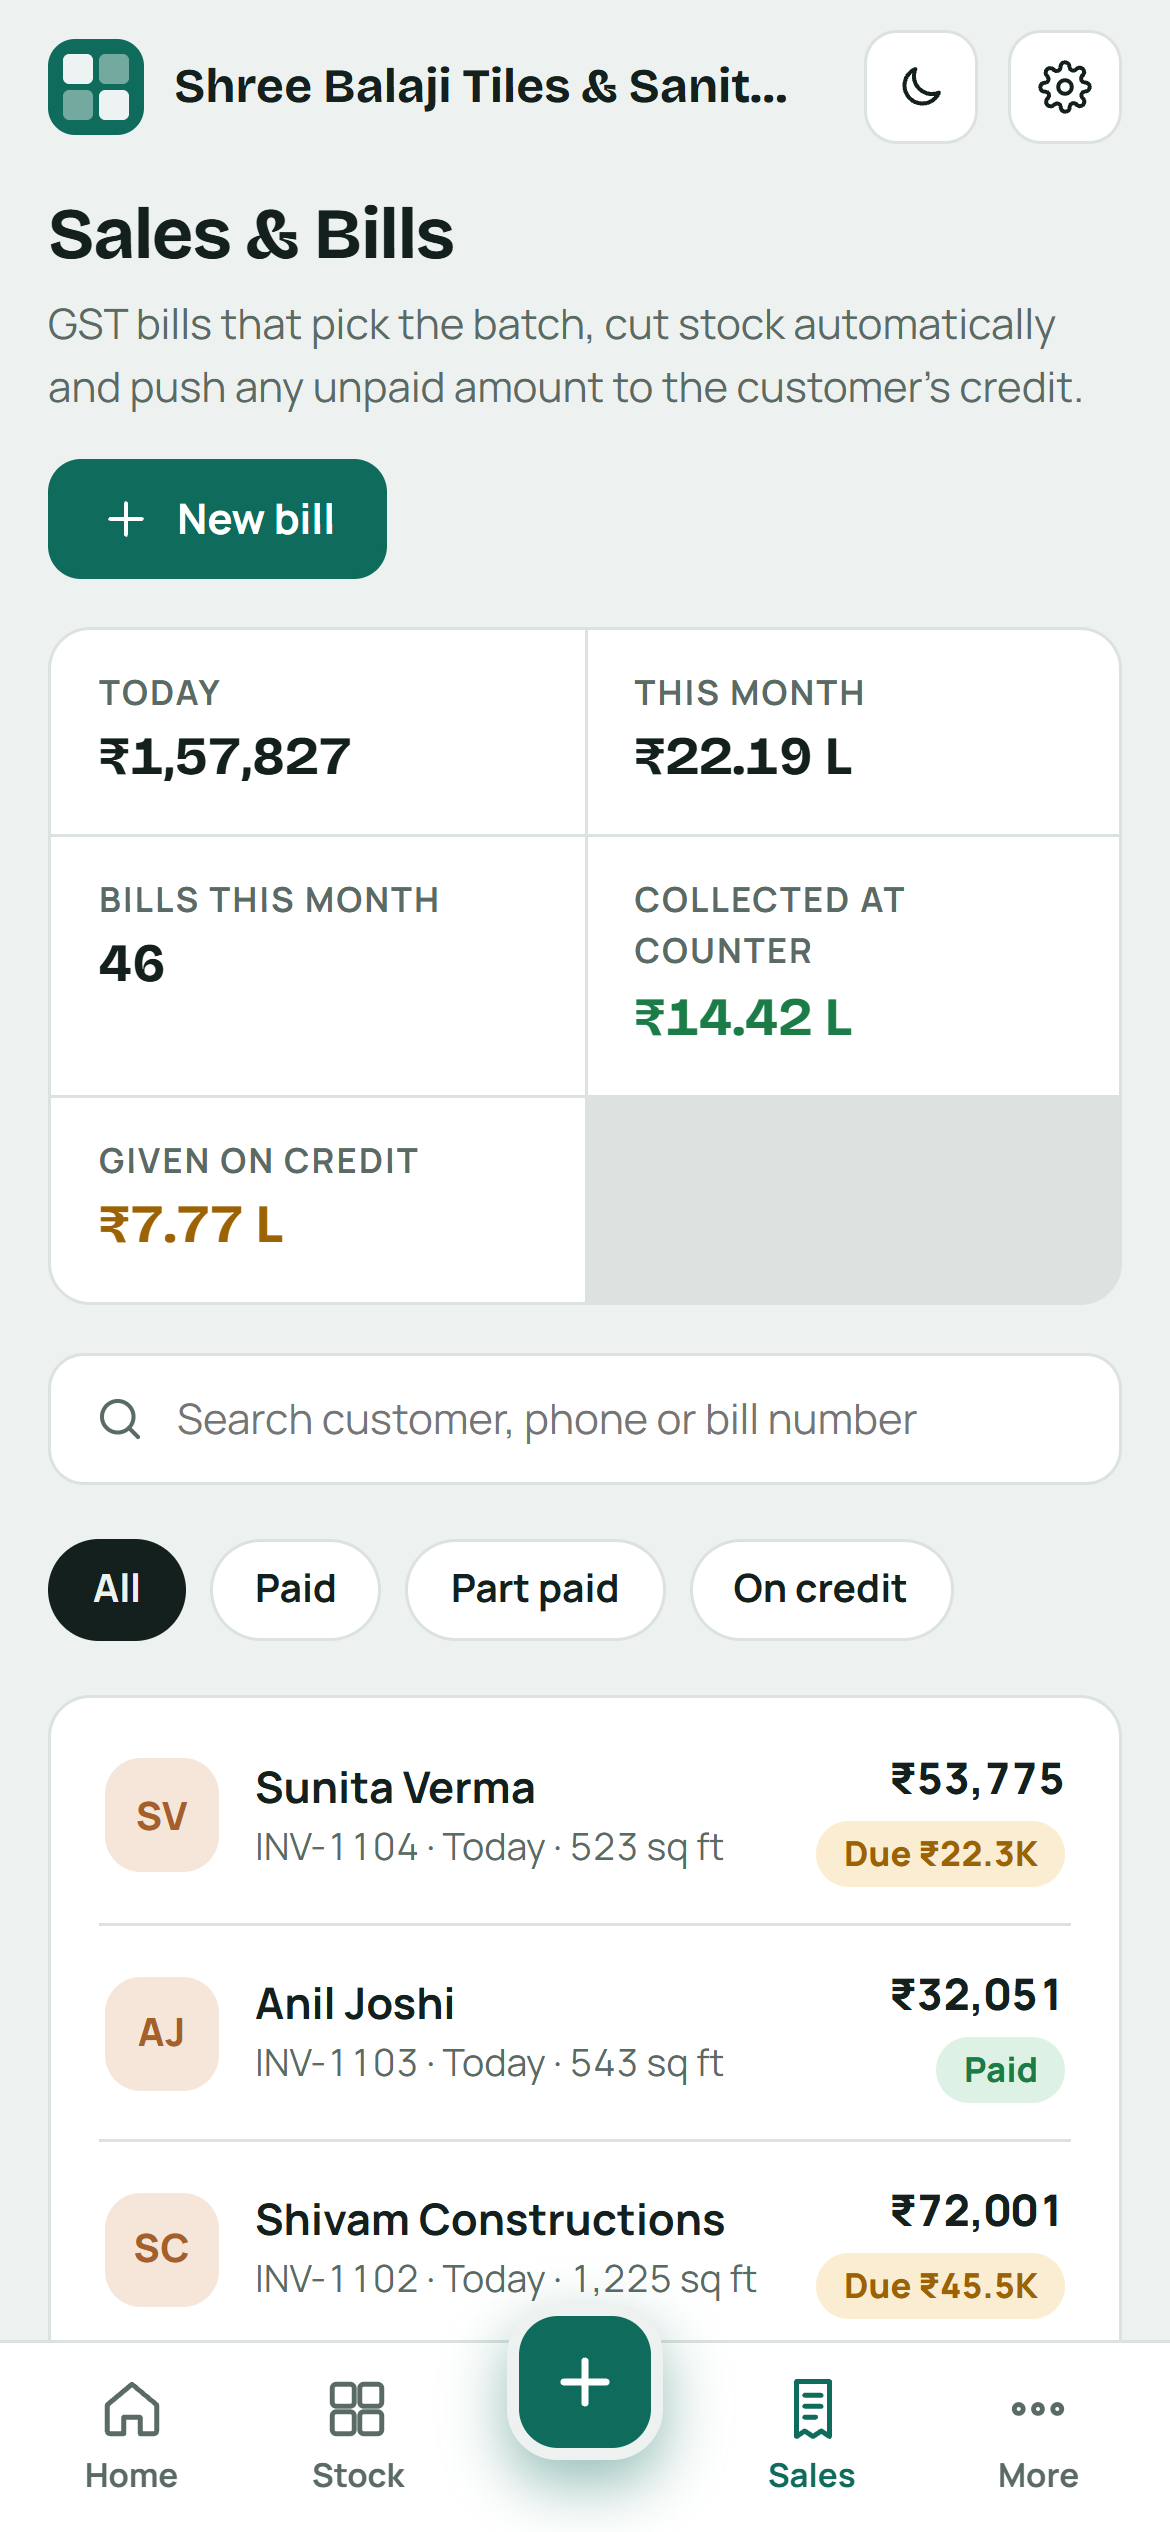 Shree Balaji Tiles & Sanit...
Sales & Bills
GST bills that pick the batch, cut stock automatically
and push any unpaid amount to the customer's credit.
New bill
TODAY
₹1,57,827
THIS MONTH
₹22.19 L
BILLS THIS MONTH
46
COLLECTED AT
COUNTER
₹14.42 L
GIVEN ON CREDIT
₹7.77 L
Search customer, phone or bill number
All
Paid
Part paid
On credit
SV
Sunita Verma
INV-1104 · Today · 523 sq ft
₹53,775
Due ₹22.3K
AJ
Anil Joshi
INV-1103 · Today · 543 sq ft
₹32,051
Paid
SC
Shivam Constructions
INV-1102 · Today · 1,225 sq ft
₹72,001
Due ₹45.5K
Home
Stock
Sales
More